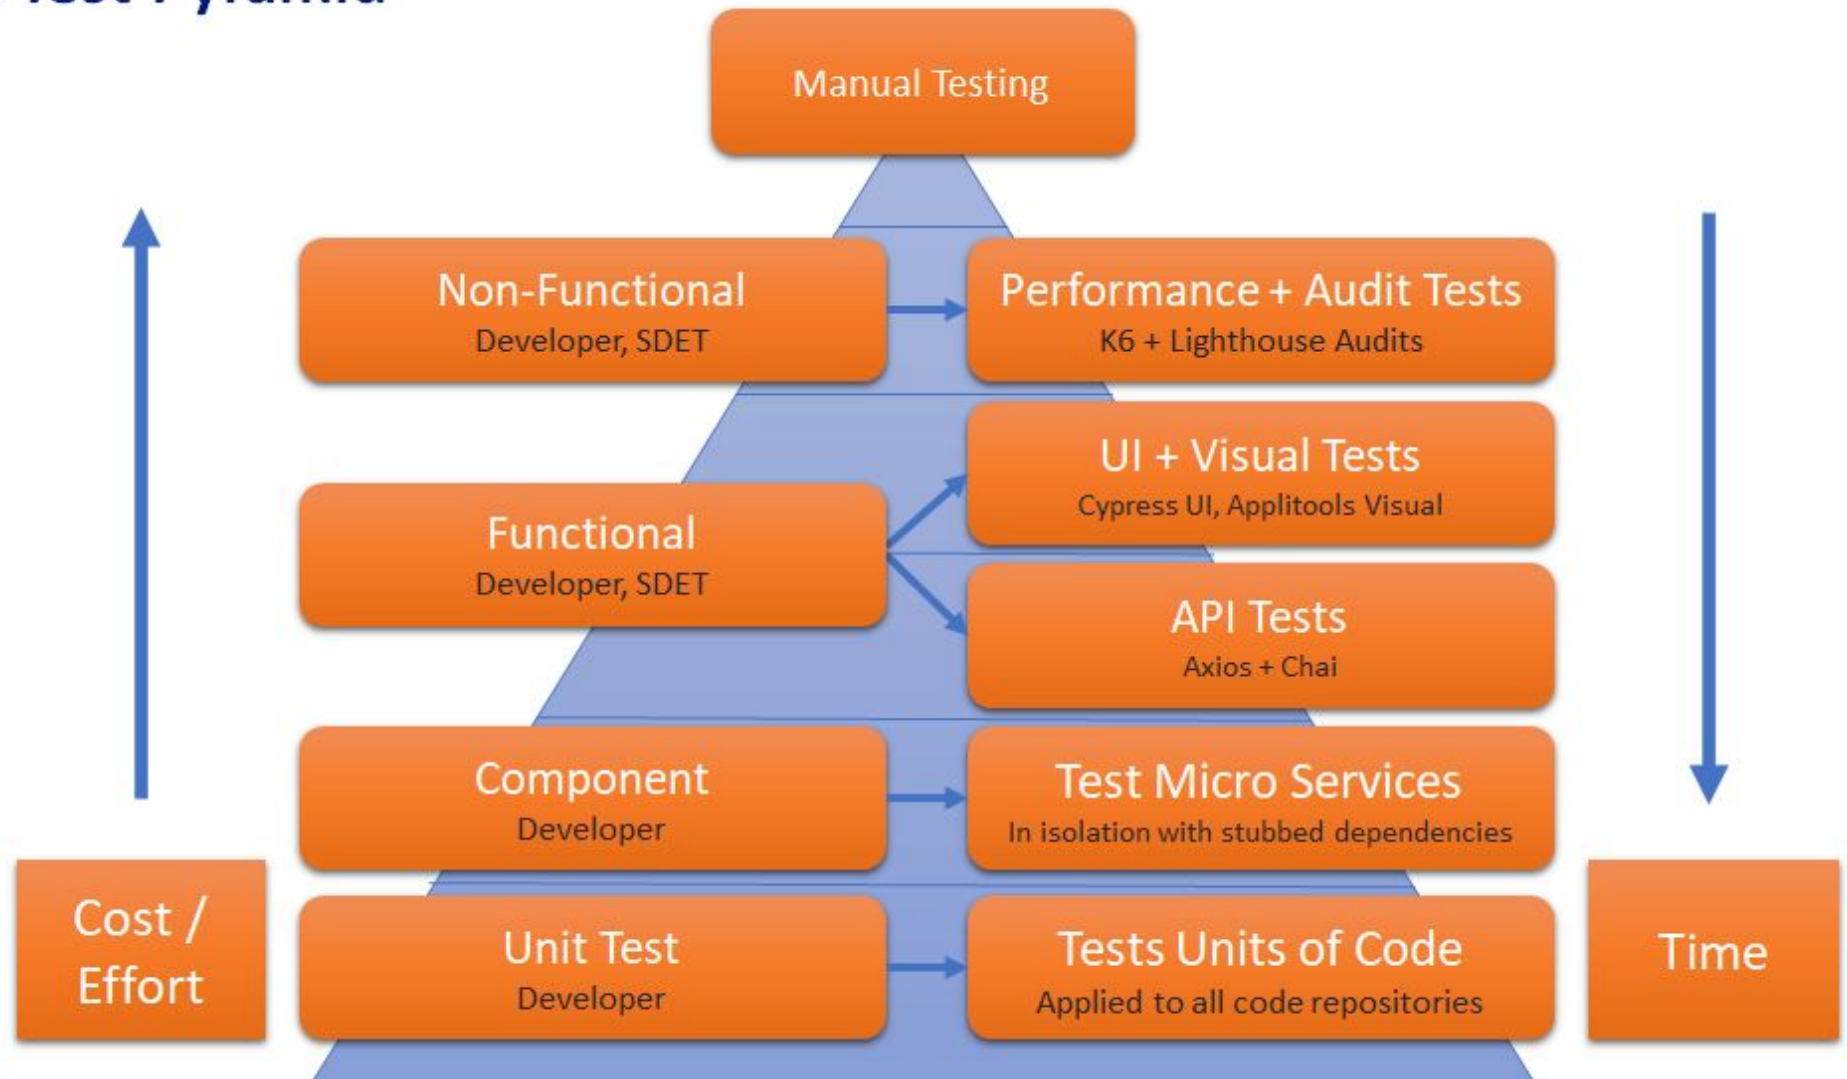 Test Pyramid
Manual Testing
Non-Functional
Developer, SDET
Performance + Audit Tests
K6 + Lighthouse Audits
UI + Visual Tests
Cypress UI, Applitools Visual
Functional
Developer, SDET
API Tests
Axios + Chai
Component
Developer
Test Micro Services
In isolation with stubbed dependencies
Cost /
Effort
Unit Test
Developer
Tests Units of Code
Applied to all code repositories
Time